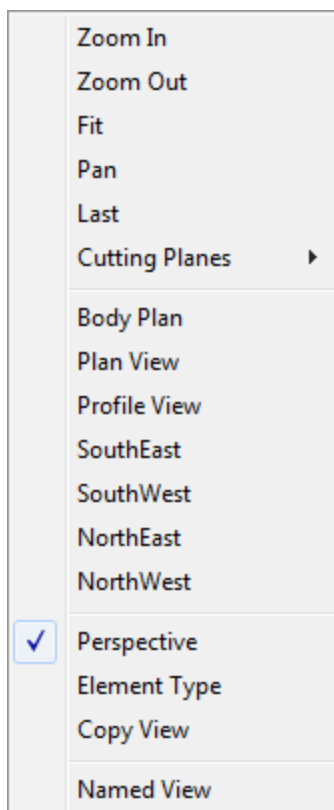 Zoom In
Zoom Out
Fit
Pan
Last
Cutting Planes
Body Plan
Plan View
Profile View
SouthEast
SouthWest
NorthEast
NorthWest
Perspective
Element Type
Copy View
Named View